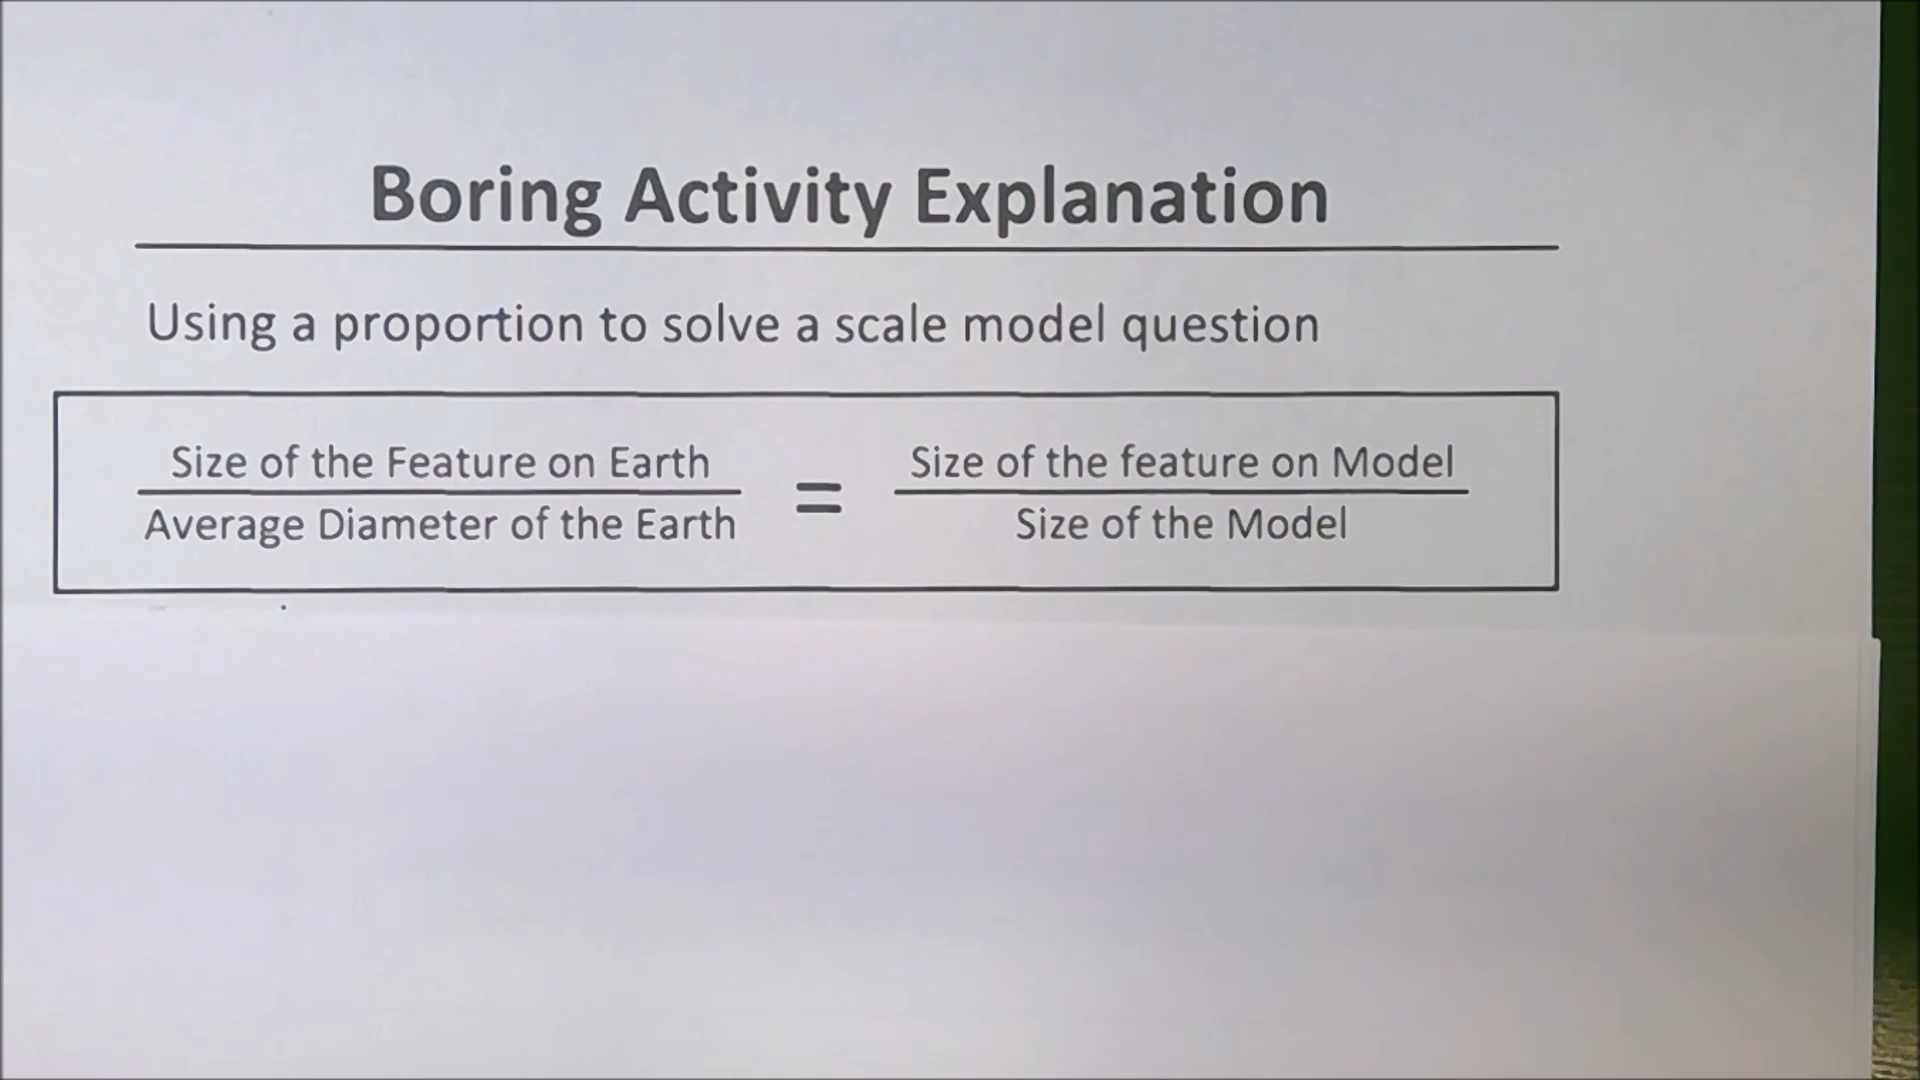 Boring Activity Explanation
Using a proportion to solve a scale model question
Size of the Feature on Earth
Average Diameter of the Earth
=
Size of the feature on Model
Size of the Model